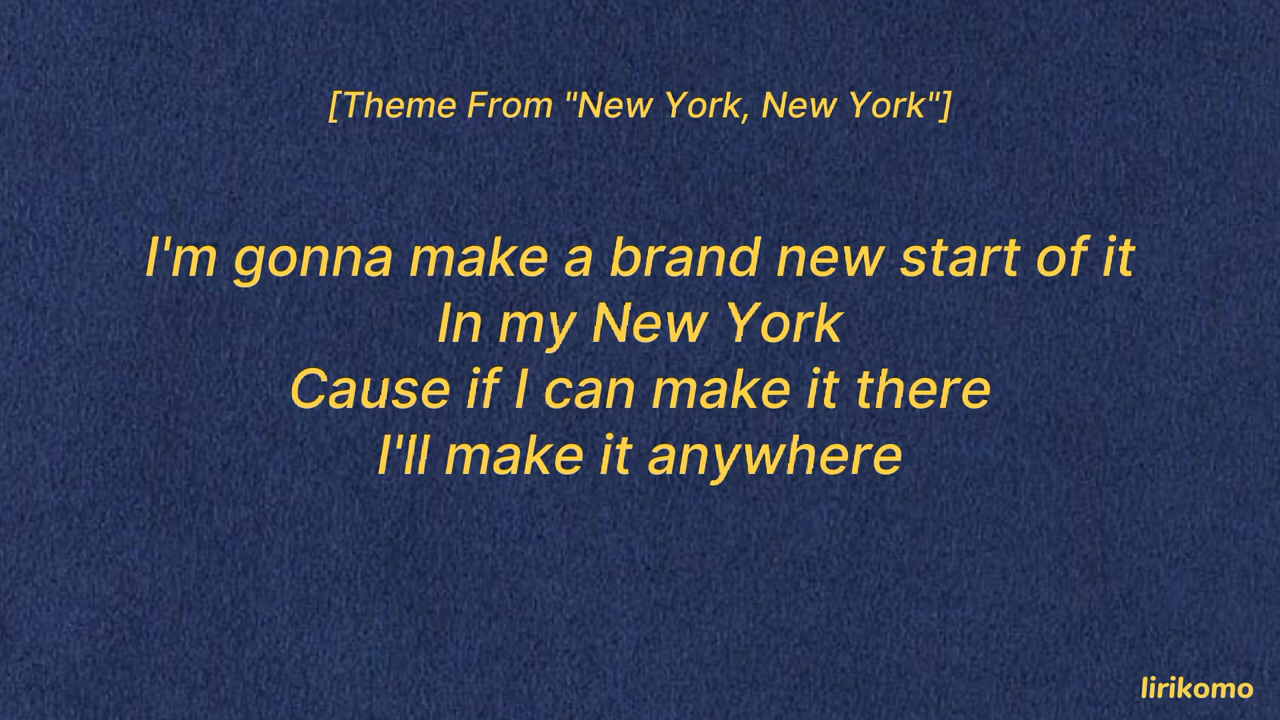 [Theme From "New York, New York"]
I'm gonna make a brand new start of it
In my New York
Cause if I can make it there
I'll make it anywhere
lirikomo